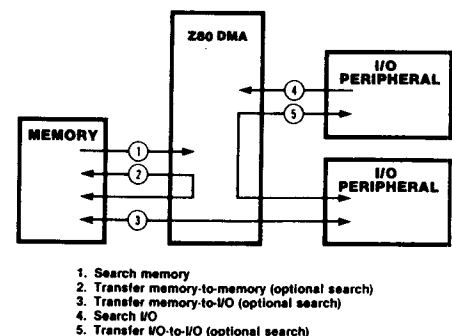 Z80 DMA
I/O
PERIPHERAL
MEMORY
4
5
1
2
3
I/O
PERIPHERAL
1. Search memory
2. Transfer memory-to-memory (optional search)
3. Transfer memory-to-I/O (optional search)
4. Search I/O
5. Transfer I/O-to-I/O (optional search)